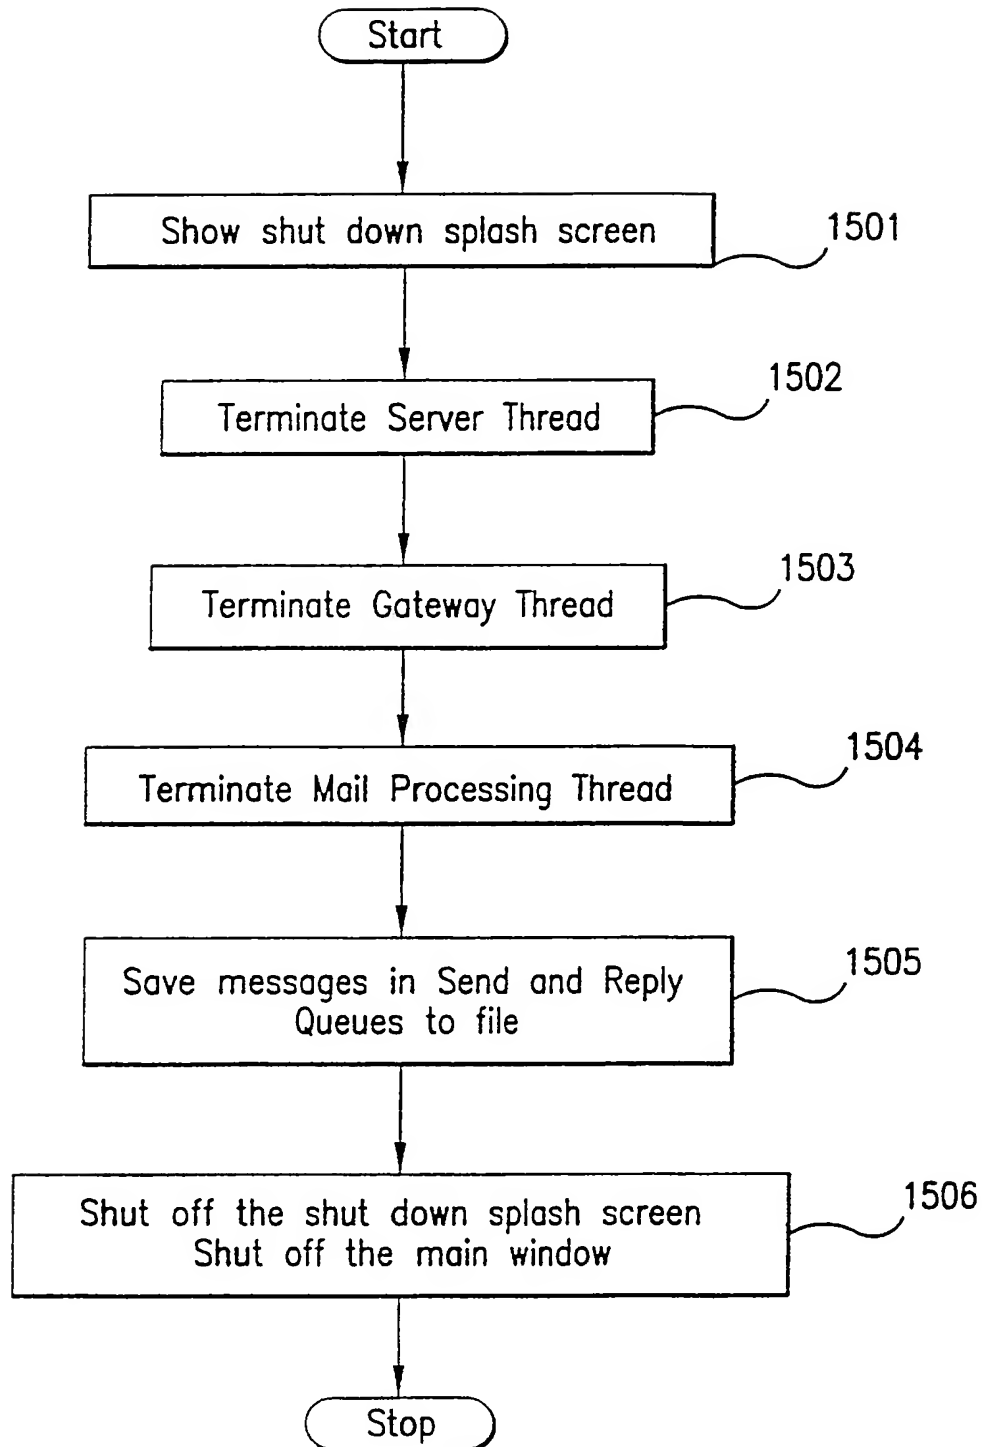 Start
Show shut down splash screen
1501
Terminate Server Thread
1502
Terminate Gateway Thread
1503
Terminate Mail Processing Thread
1504
Save messages in Send and Reply
Queues to file
1505
Shut off the shut down splash screen
Shut off the main window
1506
Stop